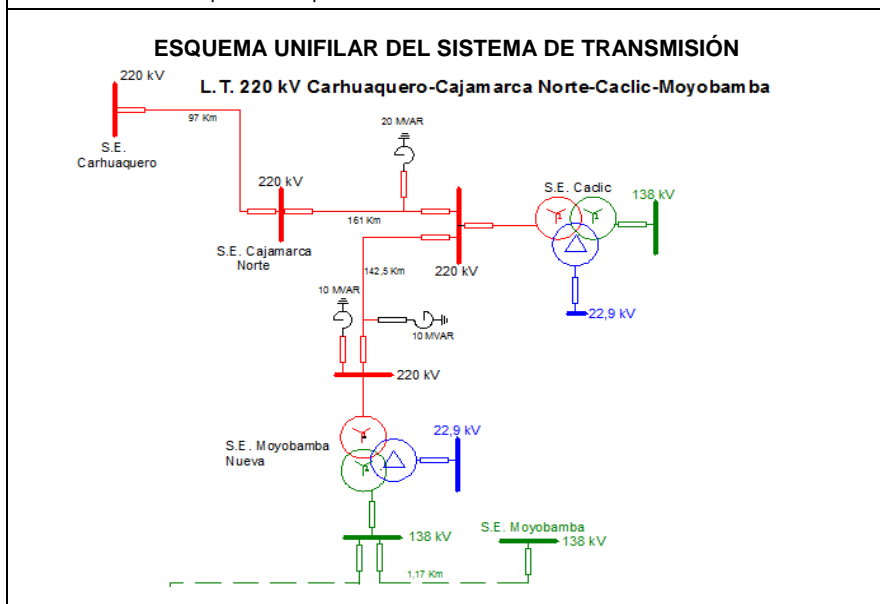 ESQUEMA UNIFILAR DEL SISTEMA DE TRANSMISIÓN
L.T. 220 kV Carhuaquero-Cajamarca Norte-Caclic-Moyobamba
220 kV
97 Km
S.E.
Carhuaquero
20 MVAR
220 kV
161 Km
S.E. Cajamarca
Norte
S.E. Caclic
138 kV
220 kV
22,9 kV
142,5 Km
10 MVAR
10 MVAR
220 kV
S.E. Moyobamba
Nueva
22,9 kV
138 kV
S.E. Moyobamba
138 kV
1,17 Km